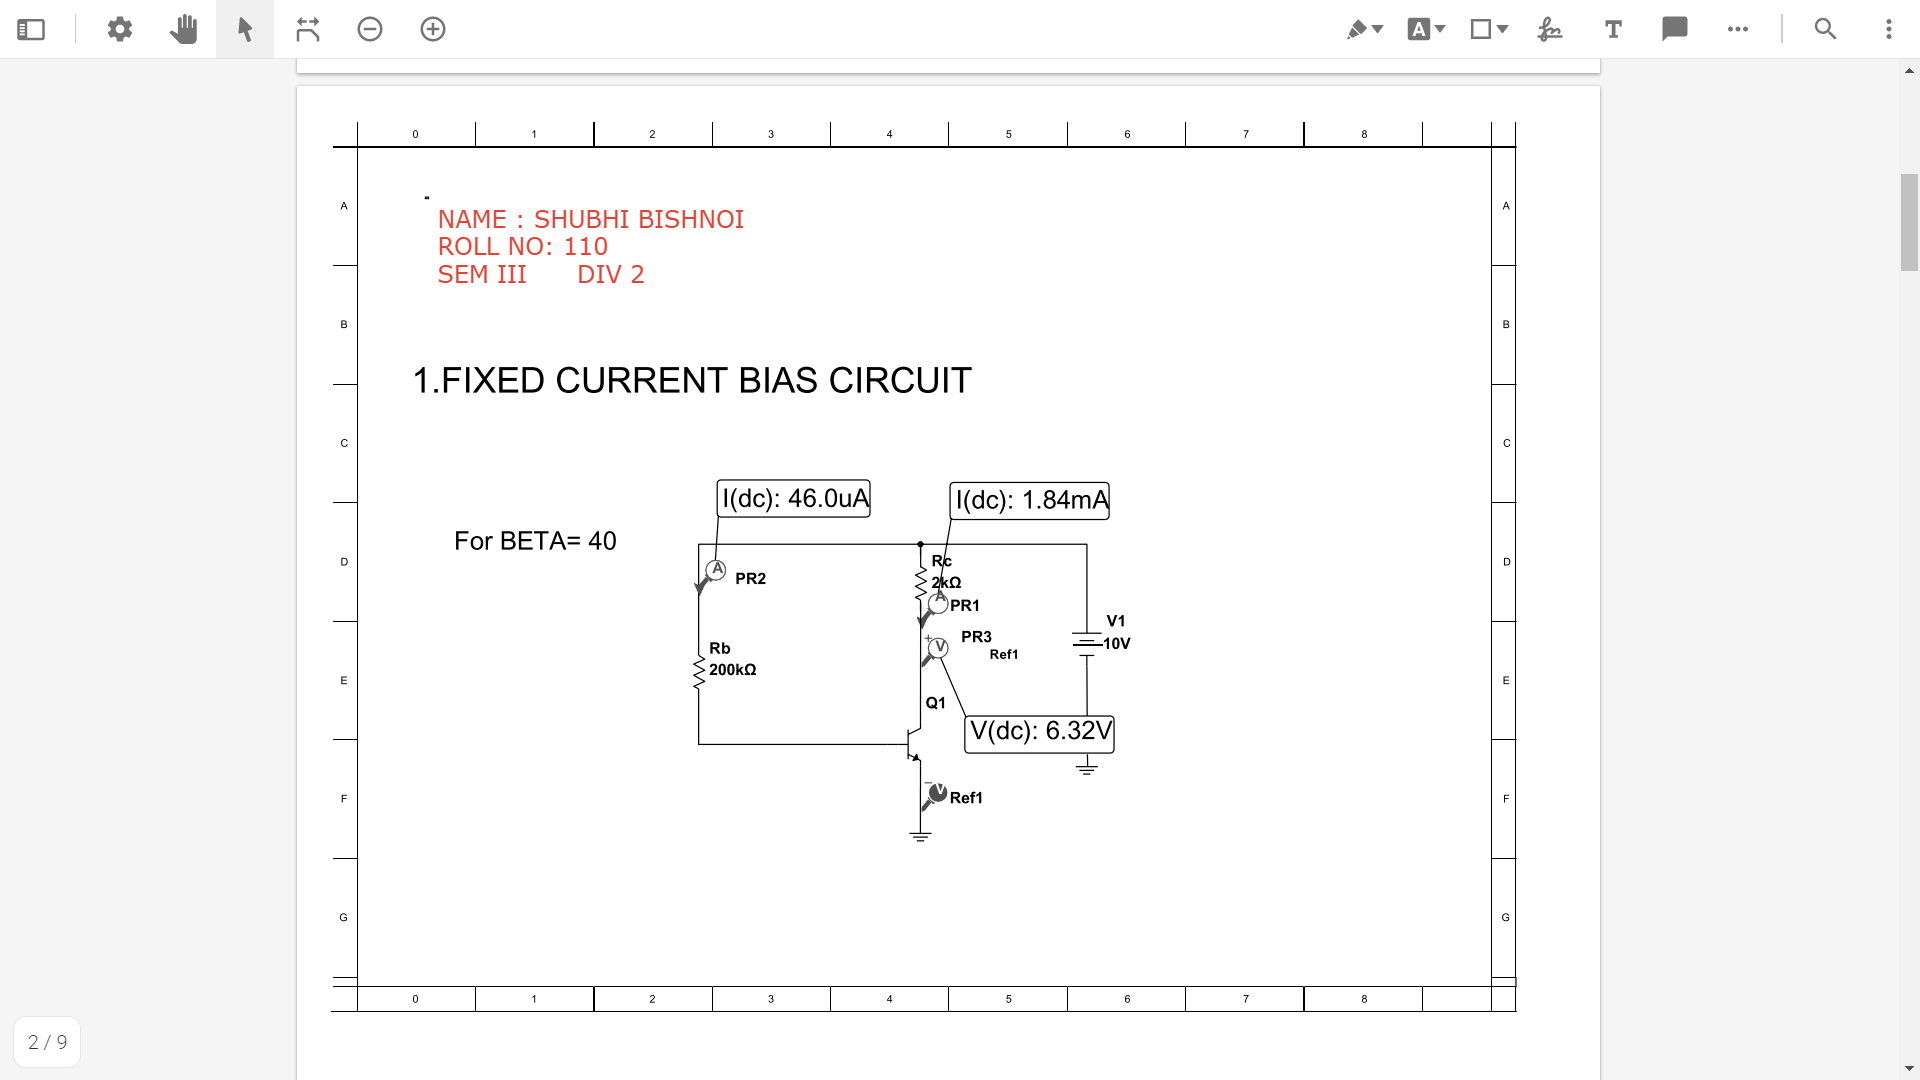 0 1 2 3 4 5 6 7 8
A A
NAME : SHUBHI BISHNOI
ROLL NO: 110
SEM III DIV 2
B B
1.FIXED CURRENT BIAS CIRCUIT
C C
I(dc): 46.0uA I(dc): 1.84mA
For BETA= 40
D D
Rc
2kΩ
A PR2
A PR1
V1
10V
+ V PR3
Ref1
Rb
200kΩ
E E
Q1
V(dc): 6.32V
F F
– V Ref1
G G
0 1 2 3 4 5 6 7 8
2 / 9